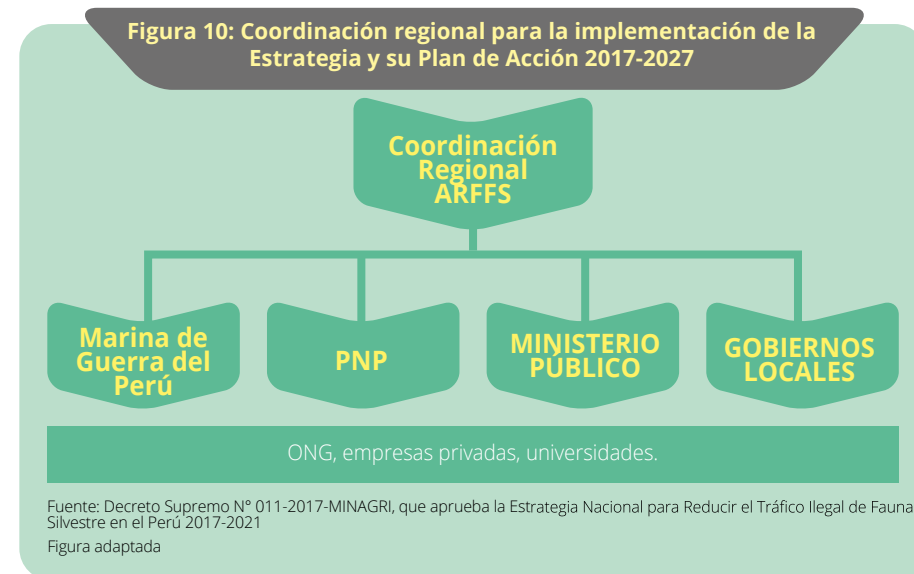 Figura 10: Coordinación regional para la implementación de la
Estrategia y su Plan de Acción 2017-2027
Coordinación
Regional
ARFFS
Marina de
Guerra del
Perú
PNP
MINISTERIO
PÚBLICO
GOBIERNOS
LOCALES
ONG, empresas privadas, universidades.
Fuente: Decreto Supremo N° 011-2017-MINAGRI, que aprueba la Estrategia Nacional para Reducir el Tráfico Ilegal de Fauna
Silvestre en el Perú 2017-2021
Figura adaptada